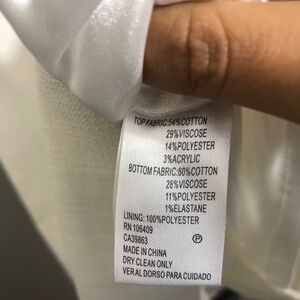 TOP FABRIC:54%COTTON
29%VISCOSE
14%POLYESTER
3%ACRYLIC
BOTTOM FABRIC:60%COTTON
28%VISCOSE
11%POLYESTER
1%ELASTANE
LINING: 100%POLYESTER
RN 106409
CA39863 P
MADE IN CHINA
DRY CLEAN ONLY
VER AL DORSO PARA CUIDADO